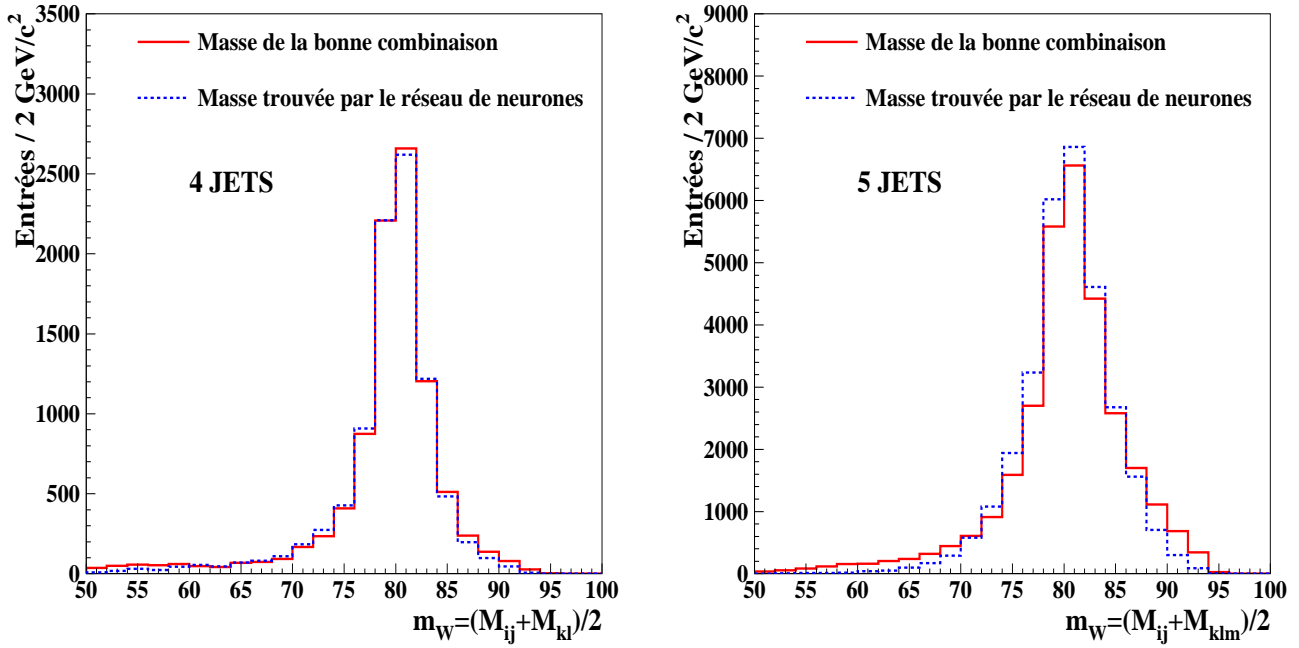 Entrées / 2 GeV/c²
3500
3000
2500
2000
1500
1000
500
0
Masse de la bonne combinaison
Masse trouvée par le réseau de neurones
4 JETS
50 55 60 65 70 75 80 85 90 95 100
m_W=(M_ij+M_kl)/2
Entrées / 2 GeV/c²
9000
8000
7000
6000
5000
4000
3000
2000
1000
0
Masse de la bonne combinaison
Masse trouvée par le réseau de neurones
5 JETS
50 55 60 65 70 75 80 85 90 95 100
m_W=(M_ij+M_klm)/2